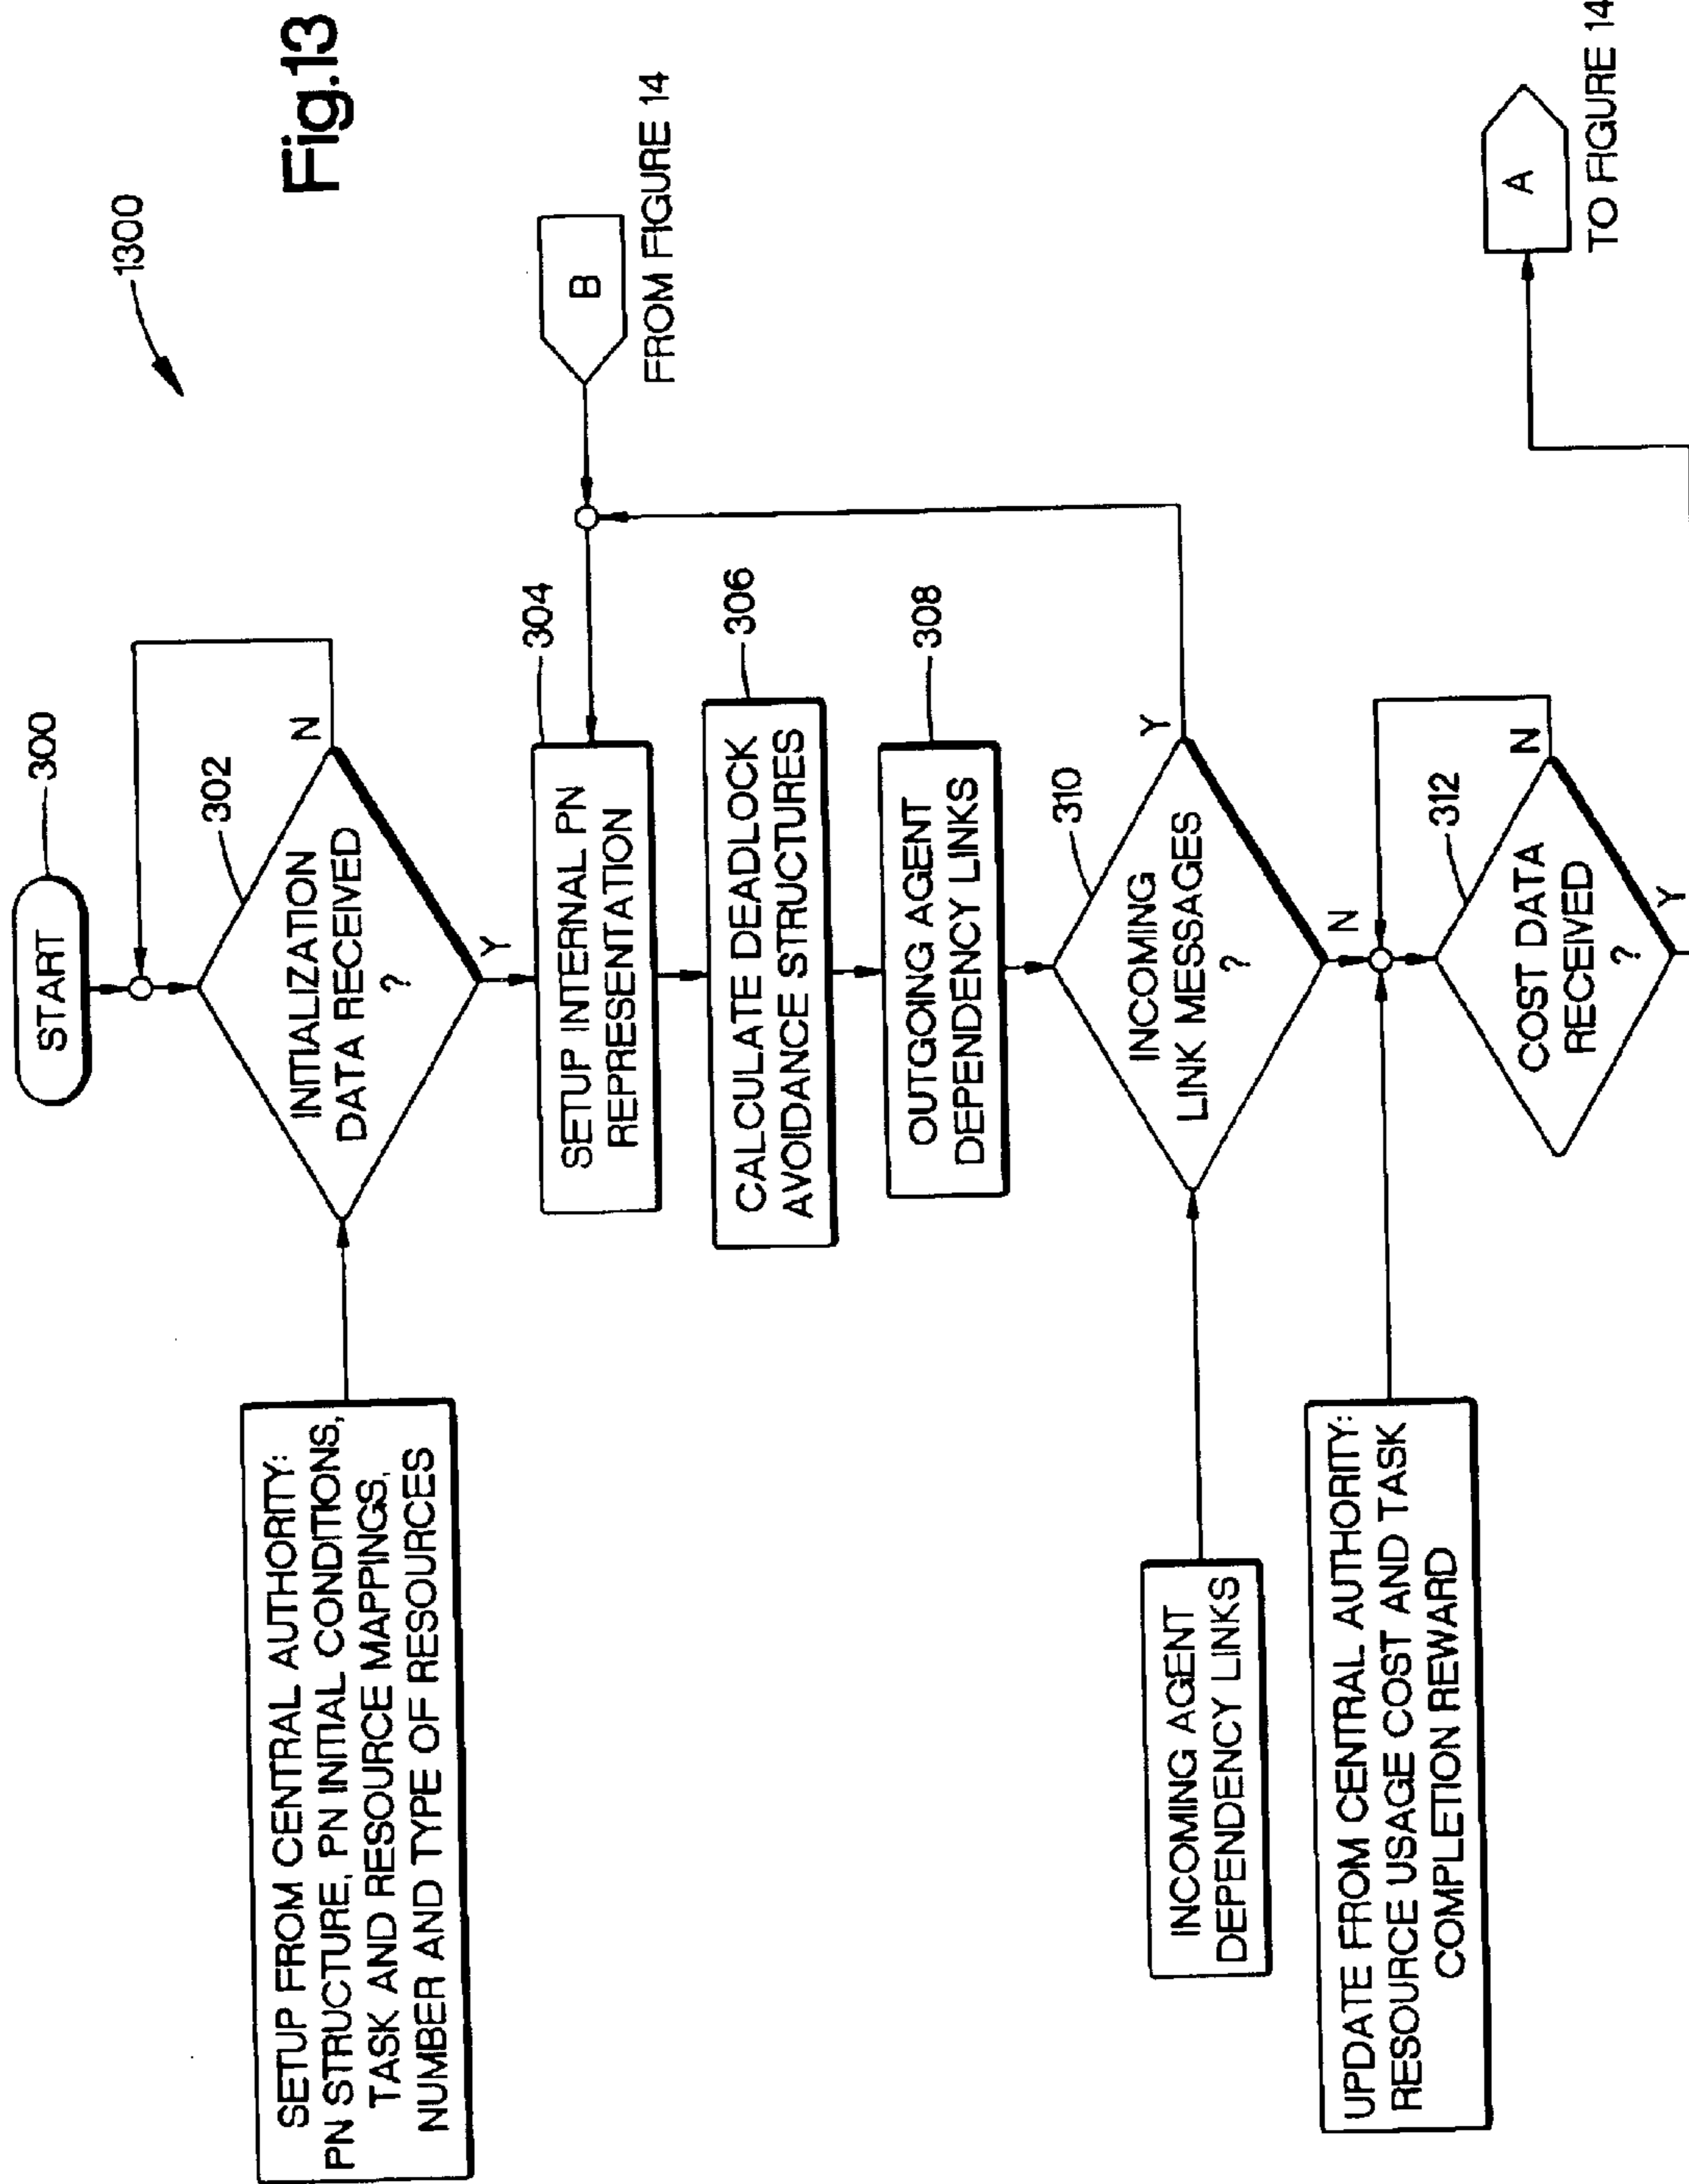 Fig.13
1300
START
300
302
INITIALIZATION
DATA RECEIVED
?
N
Y
SETUP FROM CENTRAL AUTHORITY:
PN STRUCTURE, PN INITIAL CONDITIONS,
TASK AND RESOURCE MAPPINGS,
NUMBER AND TYPE OF RESOURCES
B
FROM FIGURE 14
304
SETUP INTERNAL PN
REPRESENTATION
306
CALCULATE DEADLOCK
AVOIDANCE STRUCTURES
308
OUTGOING AGENT
DEPENDENCY LINKS
310
INCOMING
LINK MESSAGES
?
Y
N
INCOMING AGENT
DEPENDENCY LINKS
312
COST DATA
RECEIVED
?
N
Y
UPDATE FROM CENTRAL AUTHORITY:
RESOURCE USAGE COST AND TASK
COMPLETION REWARD
A
TO FIGURE 14